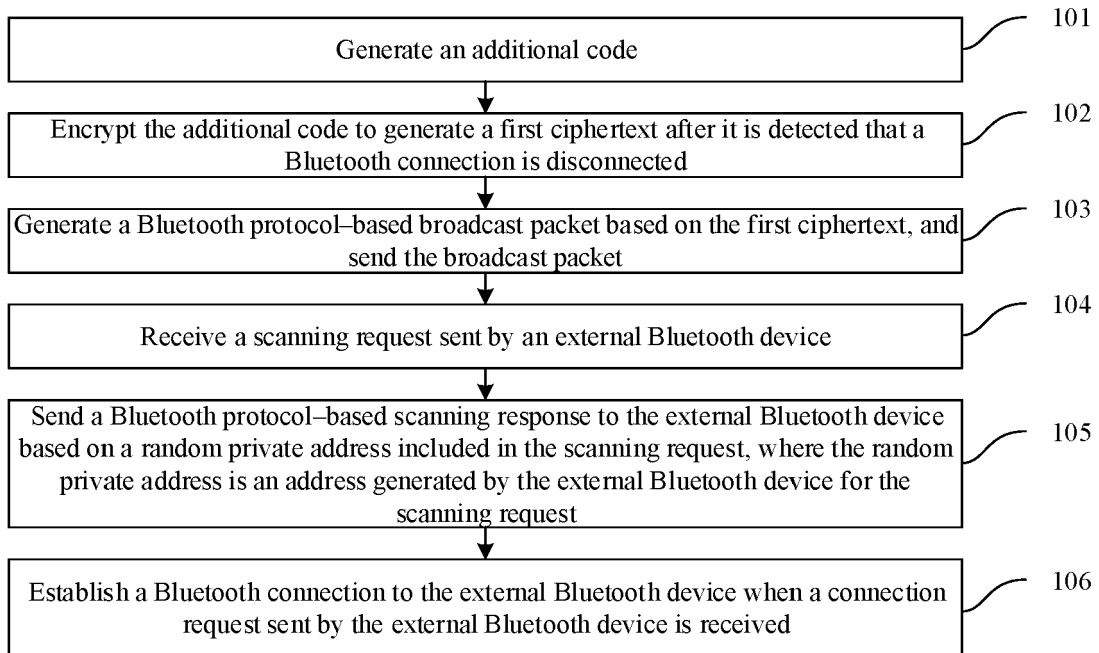 Generate an additional code
101
Encrypt the additional code to generate a first ciphertext after it is detected that a
Bluetooth connection is disconnected
102
Generate a Bluetooth protocol–based broadcast packet based on the first ciphertext, and
send the broadcast packet
103
Receive a scanning request sent by an external Bluetooth device
104
Send a Bluetooth protocol–based scanning response to the external Bluetooth device
based on a random private address included in the scanning request, where the random
private address is an address generated by the external Bluetooth device for the
scanning request
105
Establish a Bluetooth connection to the external Bluetooth device when a connection
request sent by the external Bluetooth device is received
106